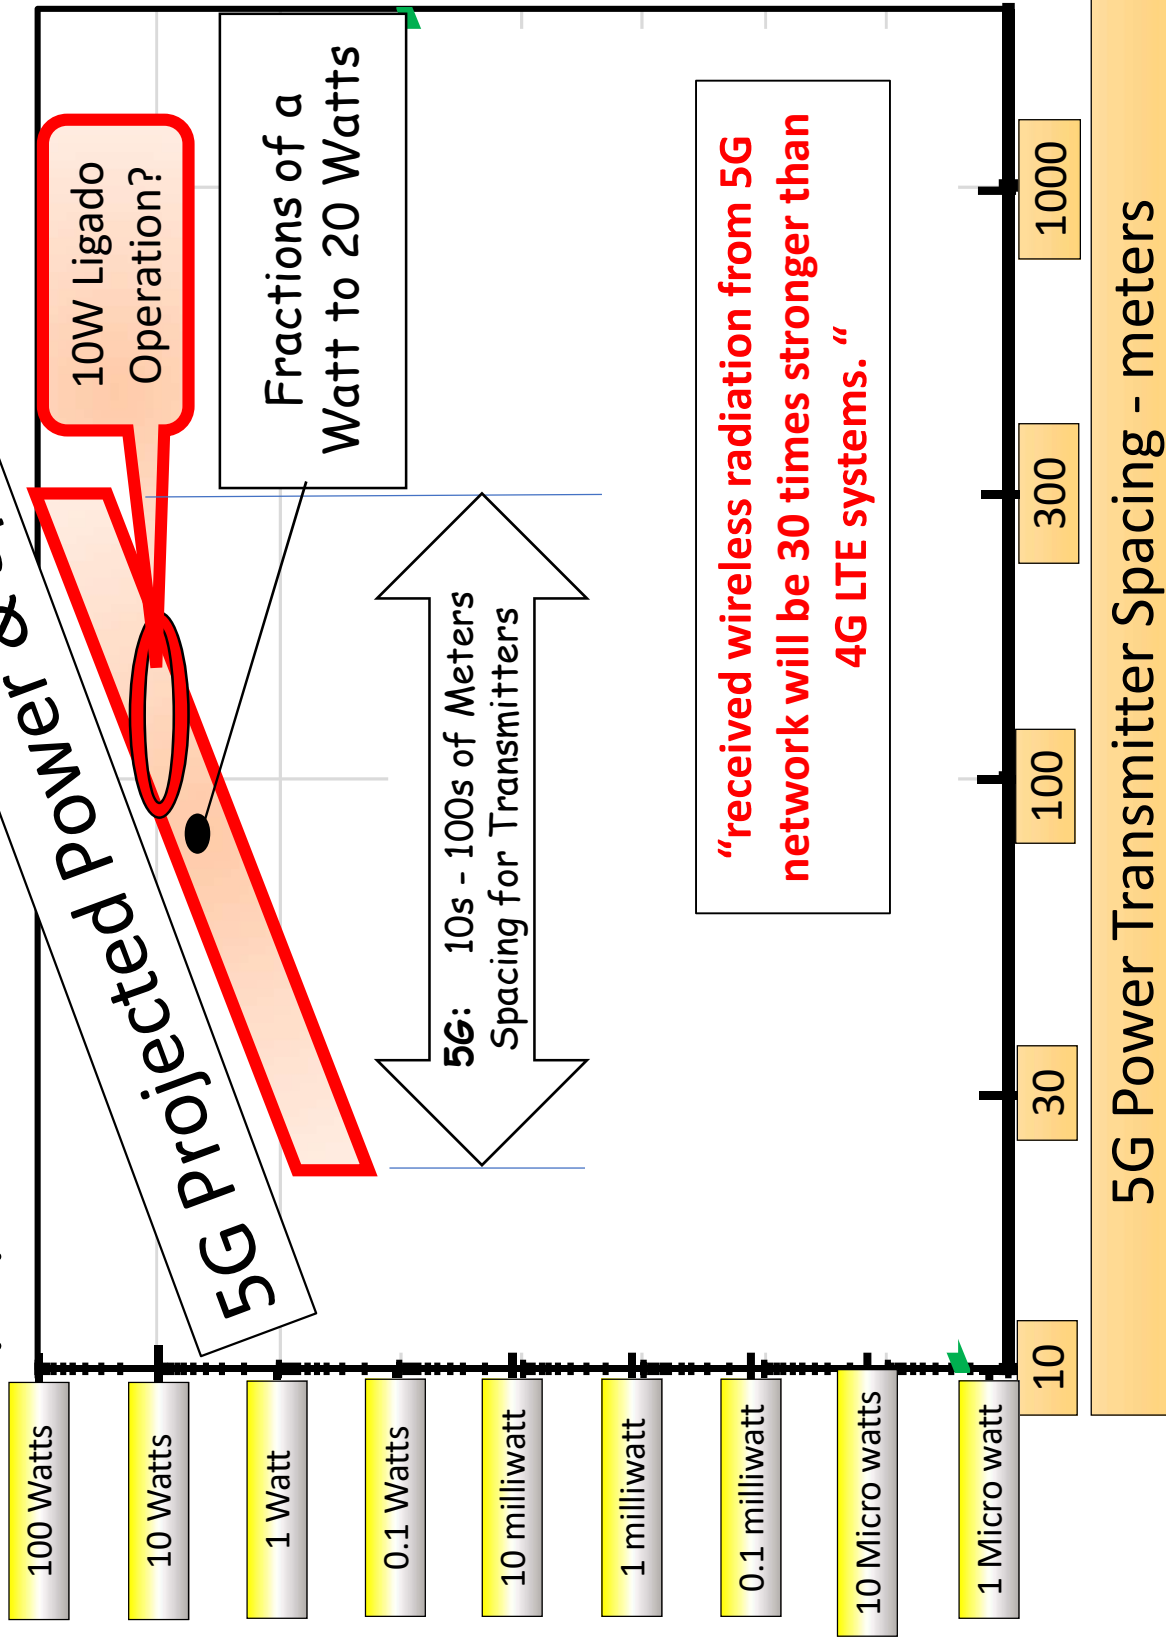 5G Projected Power &
10W Ligado
Operation?
Fractions of a
Watt to 20 Watts
5G: 10s - 100s of Meters
Spacing for Transmitters
“received wireless radiation from 5G
network will be 30 times stronger than
4G LTE systems. “
100 Watts
10 Watts
1 Watt
0.1 Watts
10 milliwatt
1 milliwatt
0.1 milliwatt
10 Micro watts
1 Micro watt
10
30
100
300
1000
5G Power Transmitter Spacing - meters